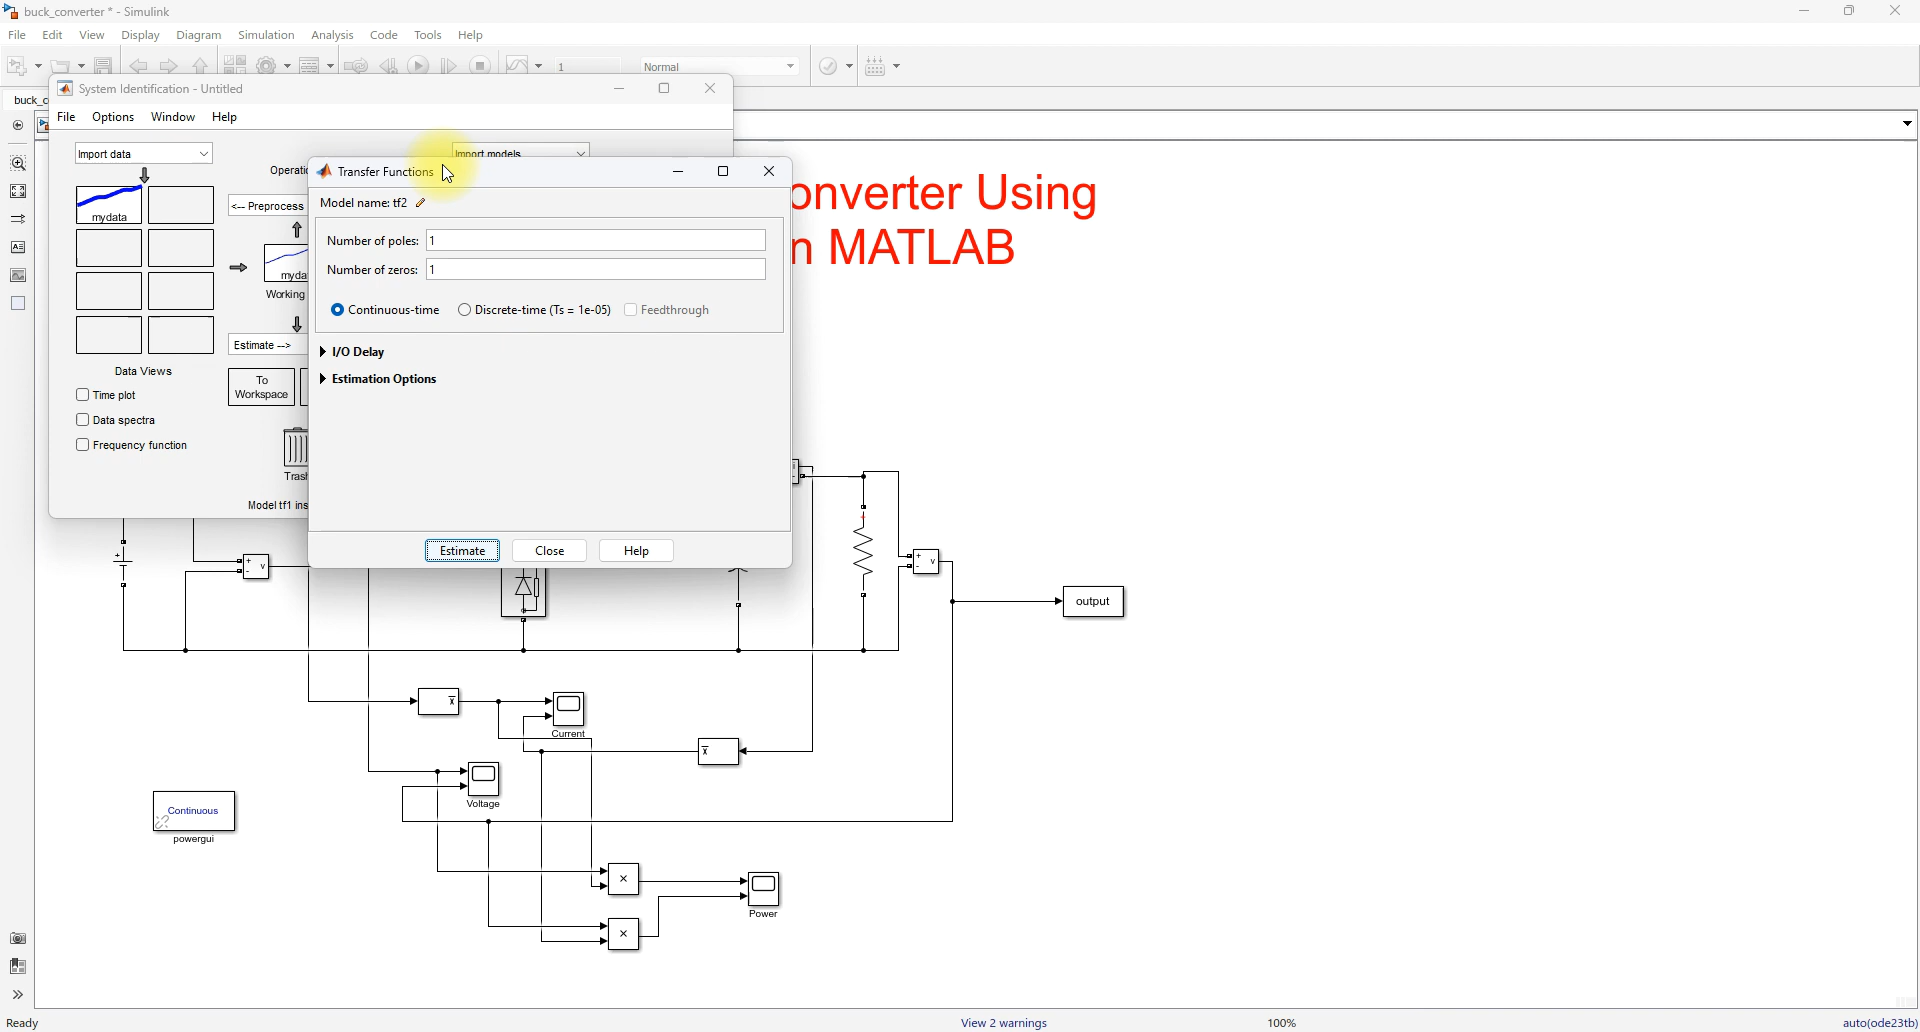 buck_converter * - Simulink
File Edit View Display Diagram Simulation Analysis Code Tools Help
1 Normal
System Identification - Untitled
buck_c
File Options Window Help
Import data
Import models
Transfer Functions
Operatio
onverter Using
n MATLAB
Model name: tf2
mydata
<-- Preprocess
Number of poles: 1
Number of zeros: 1
myda
Working
Continuous-time Discrete-time (Ts = 1e-05) Feedthrough
Estimate -->
I/O Delay
Data Views
To
Workspace
Estimation Options
Time plot
Data spectra
Frequency function
Trash
Model tf1 ins
Estimate Close Help
+
+
-
v
+
-
v
output
x
Current
x
Voltage
Continuous
powergui
×
Power
×
Ready View 2 warnings 100% auto(ode23tb)